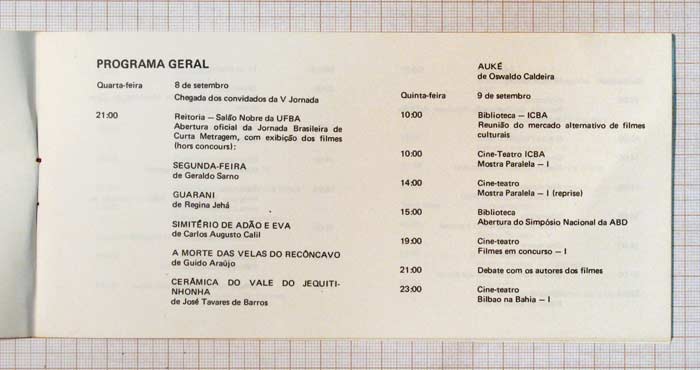 PROGRAMA GERAL
Quarta-feira 8 de setembro
Chegada dos convidados da V Jornada
21:00 Reitoria — Salão Nobre da UFBA
Abertura oficial da Jornada Brasileira de
Curta Metragem, com exibição dos filmes
(hors concours):
SEGUNDA-FEIRA
de Geraldo Sarno
GUARANI
de Regina Jehá
SIMITÉRIO DE ADÃO E EVA
de Carlos Augusto Calil
A MORTE DAS VELAS DO RECÔNCAVO
de Guido Araújo
CERÂMICA DO VALE DO JEQUITI-
NHONHA
de José Tavares de Barros
AUKÉ
de Oswaldo Caldeira
Quinta-feira 9 de setembro
10:00 Biblioteca — ICBA
Reunião do mercado alternativo de filmes
culturais
10:00 Cine-Teatro ICBA
Mostra Paralela — I
14:00 Cine-teatro
Mostra Paralela — I (reprise)
15:00 Biblioteca
Abertura do Simpósio Nacional da ABD
19:00 Cine-teatro
Filmes em concurso — I
21:00 Debate com os autores dos filmes
23:00 Cine-teatro
Bilbao na Bahia — I